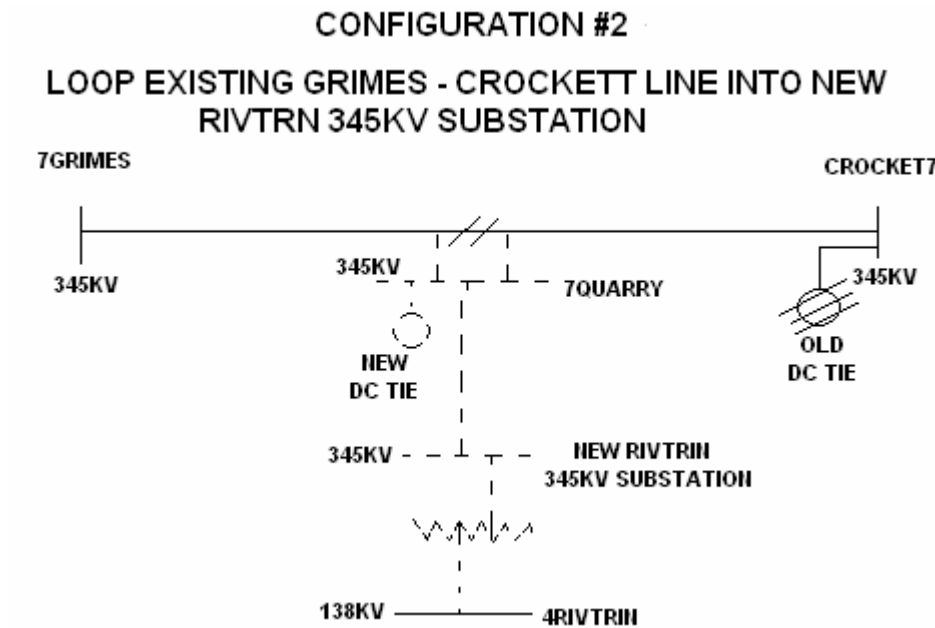 CONFIGURATION #2
LOOP EXISTING GRIMES - CROCKETT LINE INTO NEW
RIVTRN 345KV SUBSTATION
7GRIMES
CROCKET7
345KV
345KV
7QUARRY
345KV
NEW
DC TIE
OLD
DC TIE
345KV
NEW RIVTRIN
345KV SUBSTATION
138KV
4RIVTRIN